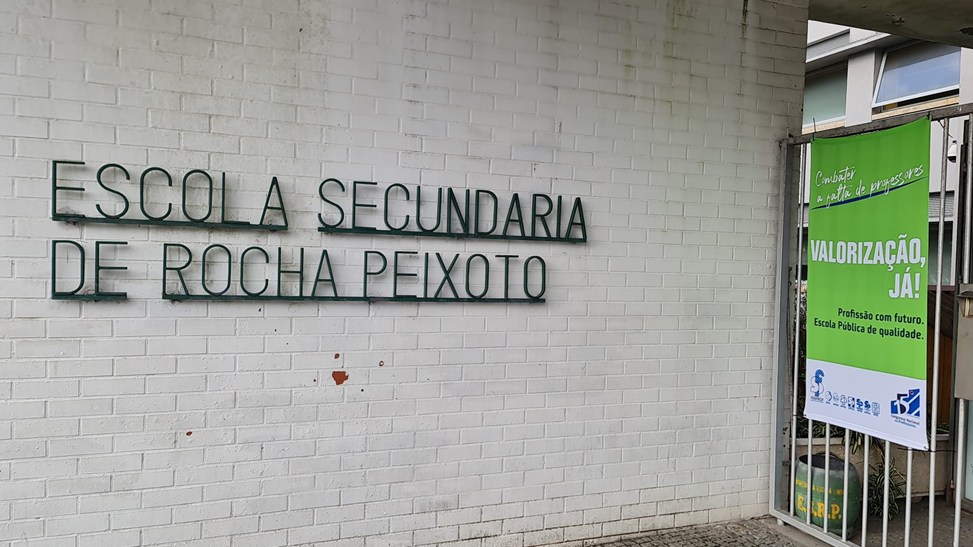 ESCOLA SECUNDARIA
DE ROCHA PEIXOTO
Combater
a falta de professores
VALORIZAÇÃO,
JÁ!
Profissão com futuro.
Escola Pública de qualidade.
E.S.R.P.